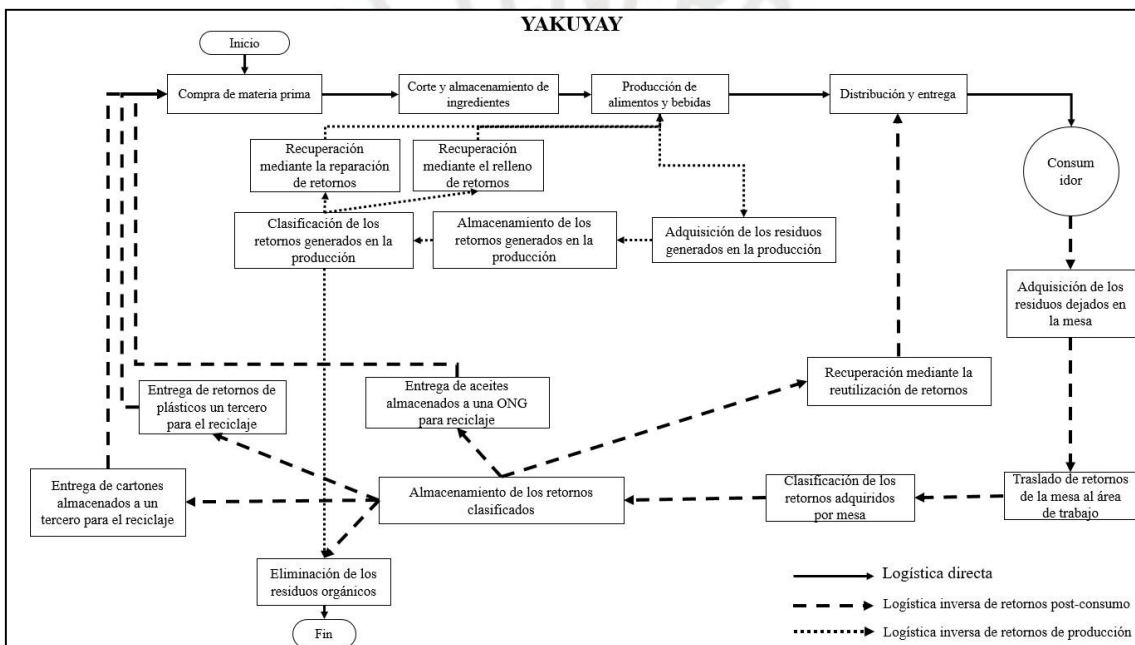 YAKUYAY
Inicio
Compra de materia prima
Corte y almacenamiento de
ingredientes
Producción de
alimentos y bebidas
Distribución y entrega
Consum
idor
Recuperación
mediante la reparación
de retornos
Recuperación
mediante el relleno
de retornos
Clasificación de los
retornos generados en la
producción
Almacenamiento de los
retornos generados en la
producción
Adquisición de los residuos
generados en la producción
Adquisición de los
residuos dejados en
la mesa
Entrega de retornos de
plásticos un tercero
para el reciclaje
Entrega de aceites
almacenados a una ONG
para reciclaje
Recuperación mediante la
reutilización de retornos
Entrega de cartones
almacenados a un
tercero para el reciclaje
Almacenamiento de los retornos
clasificados
Clasificación de los
retornos adquiridos
por mesa
Traslado de retornos
de la mesa al área
de trabajo
Eliminación de los
residuos orgánicos
Fin
Logística directa
Logística inversa de retornos post-consumo
Logística inversa de retornos de producción